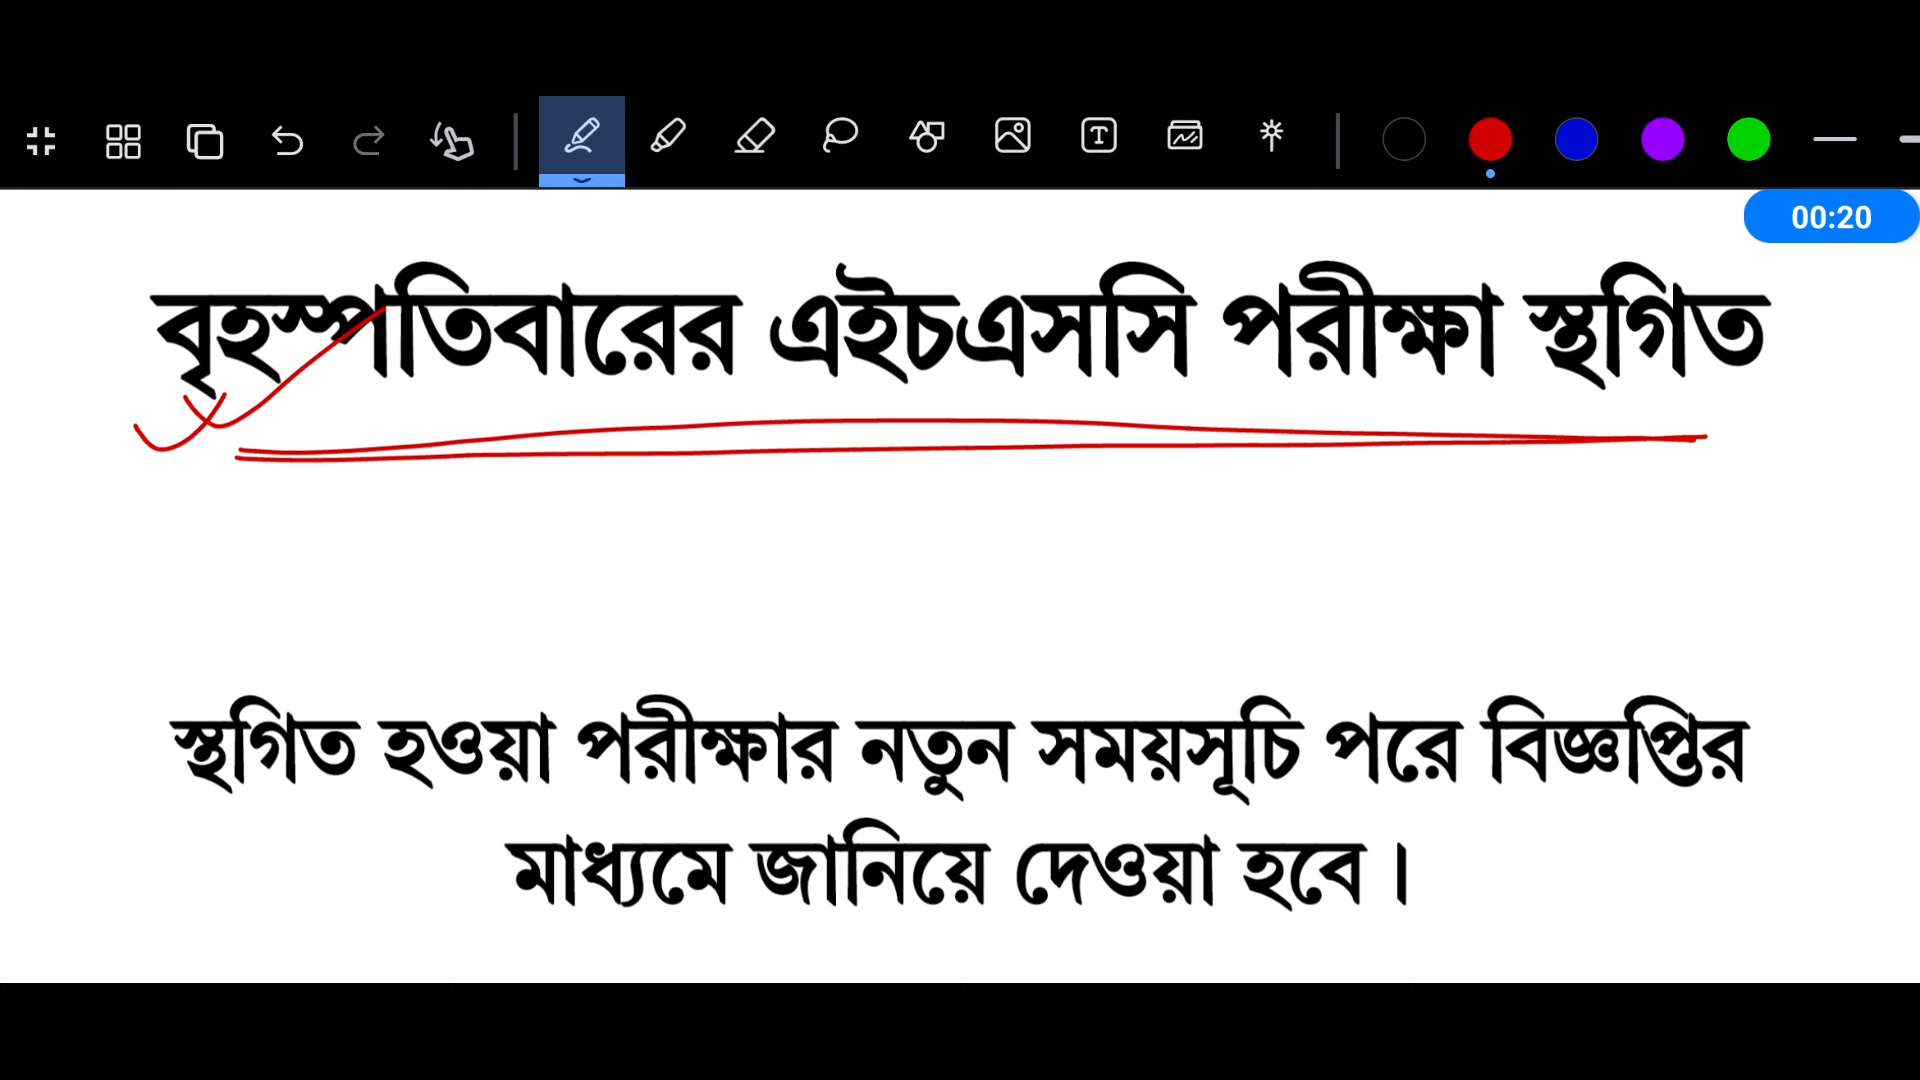 00:20
বৃহস্পতিবারের এইচএসসি পরীক্ষা স্থগিত
স্থগিত হওয়া পরীক্ষার নতুন সময়সূচি পরে বিজ্ঞপ্তির
মাধ্যমে জানিয়ে দেওয়া হবে।